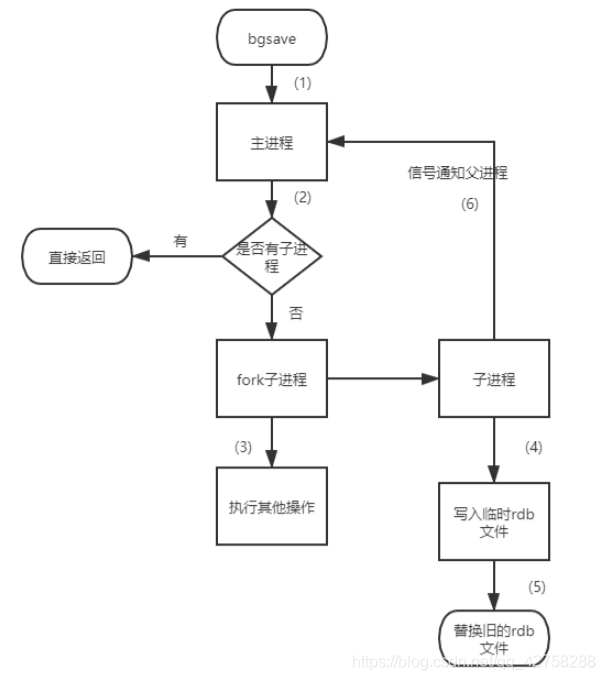 bgsave
(1)
主进程
信号通知父进程
(2)
(6)
有
是否有子进
程
直接返回
否
fork子进程
子进程
(3)
(4)
执行其他操作
写入临时rdb
文件
(5)
替换旧的rdb
文件
https://blog.csdn.net/qq_42758288